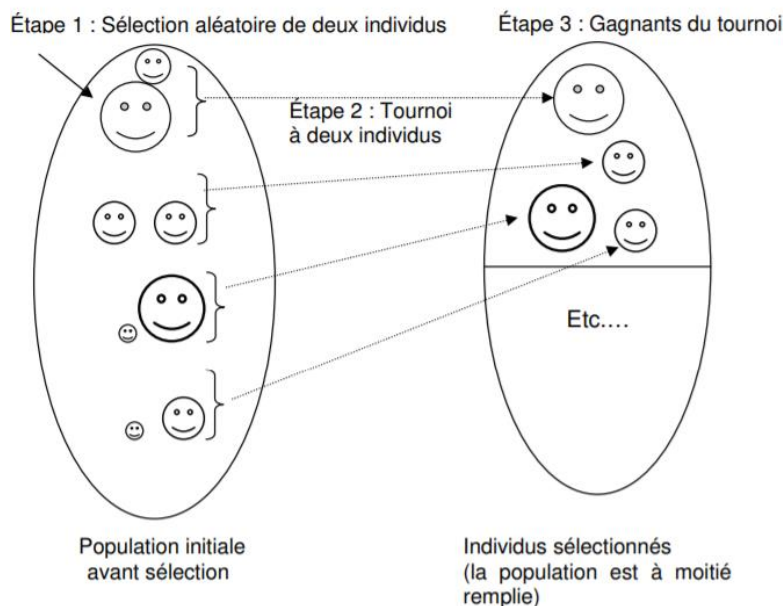 Étape 1 : Sélection aléatoire de deux individus
Étape 3 : Gagnants du tournoi
Étape 2 : Tournoi
à deux individus
Etc....
Population initiale
avant sélection
Individus sélectionnés
(la population est à moitié
remplie)